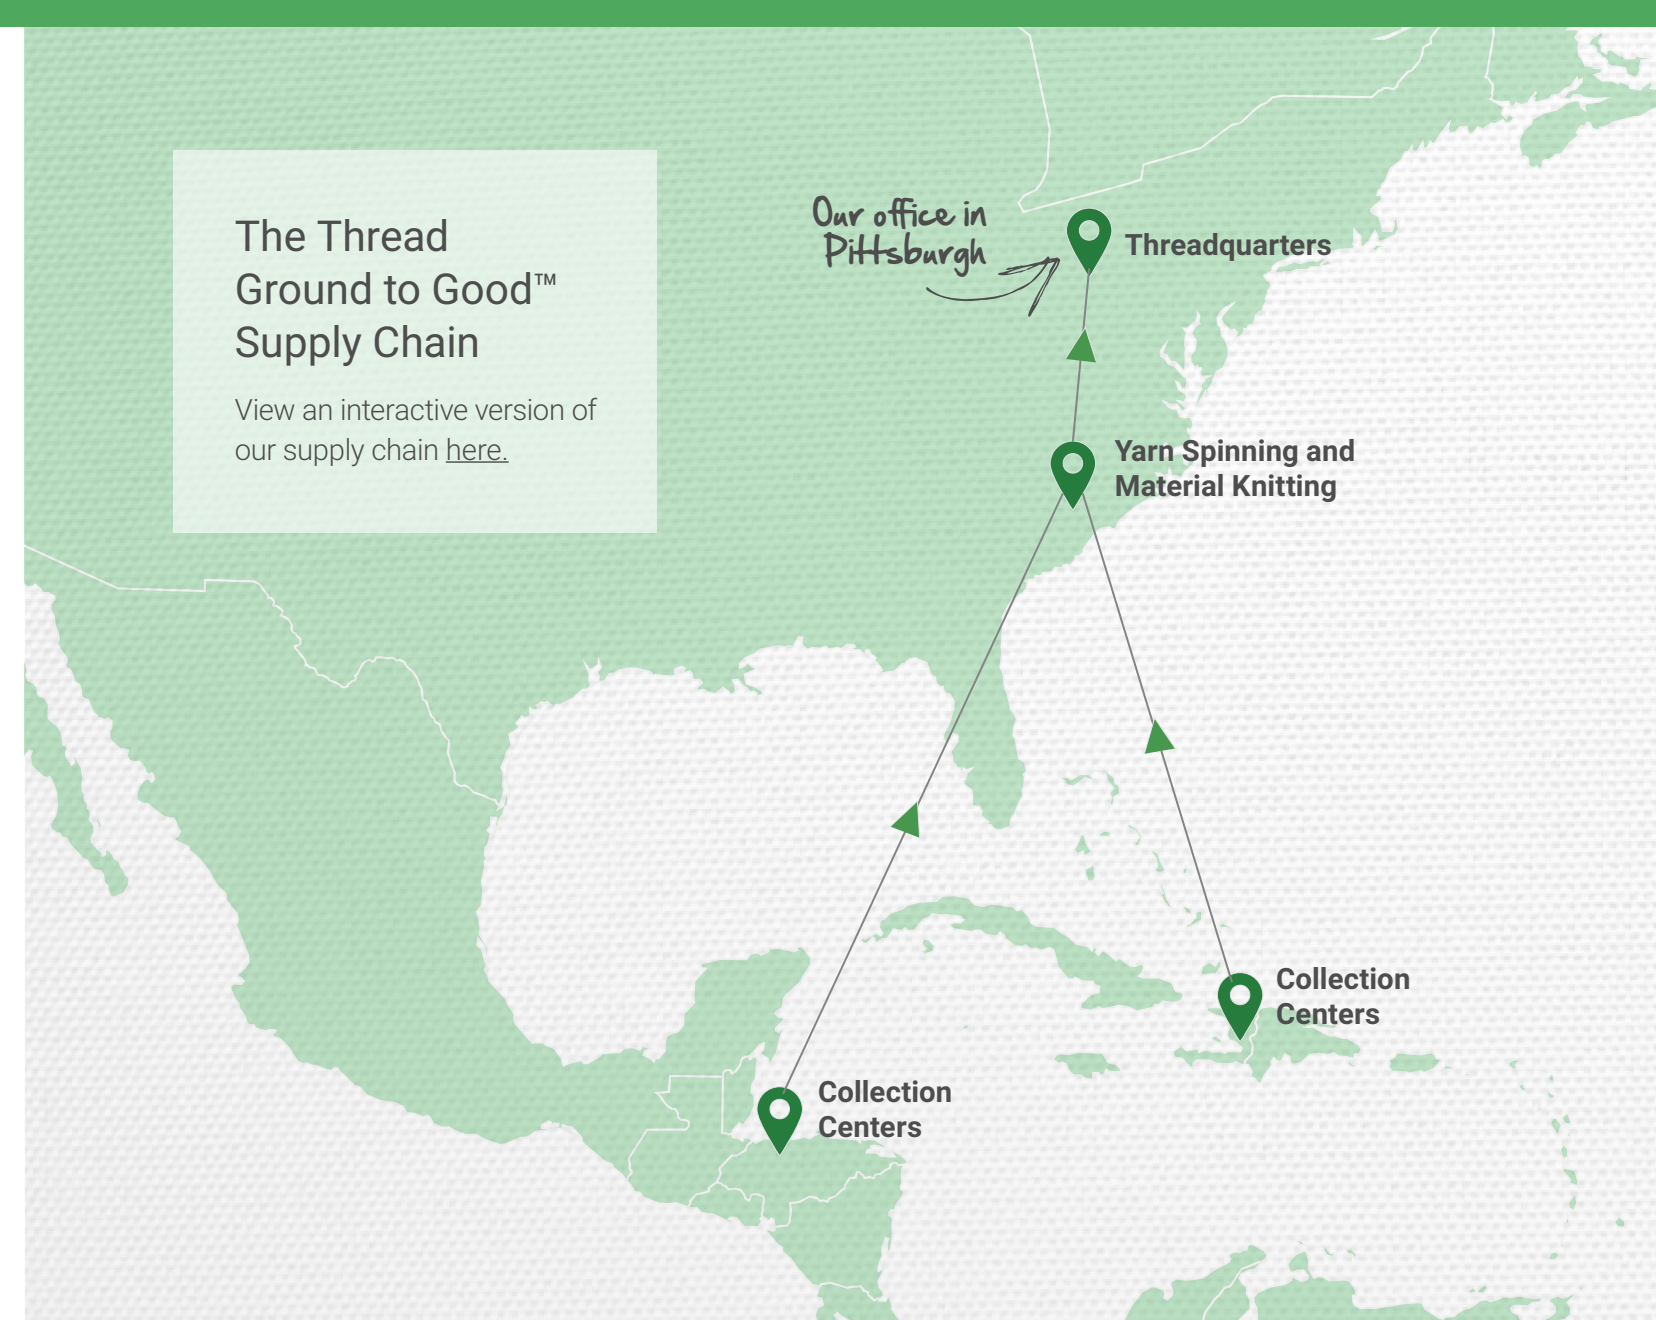 The Thread
Ground to Good™
Supply Chain
View an interactive version of
our supply chain here.
Our office in
Pittsburgh
Threadquarters
Yarn Spinning and
Material Knitting
Collection
Centers
Collection
Centers